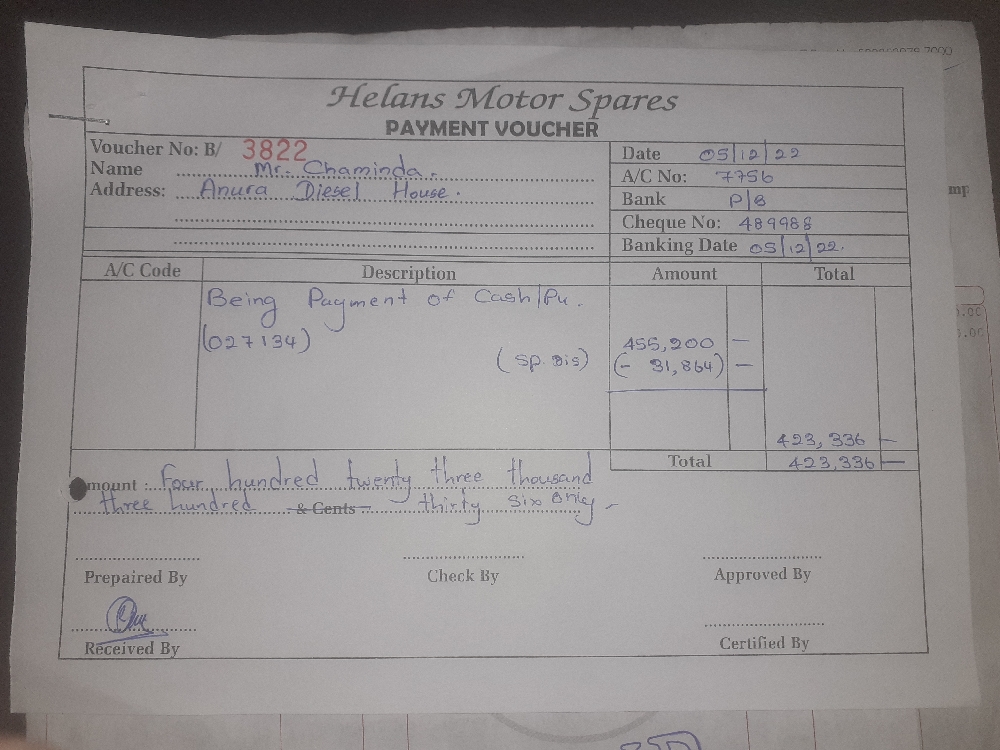 Helans Motor Spares
PAYMENT VOUCHER
Voucher No: B/ 3822
Name Mr. Chaminda.
Address: Anura Diesel House.
Date 05/12/22
A/C No: 7756
Bank P/B
Cheque No: 489988
Banking Date 05/12/22.
A/C Code Description Amount Total
Being Payment of Cash/Pu.
(027134) 455,200 —
(Sp. Dis) (- 31,864) —
423,336 —
Total 423,336 —
mount : Four hundred twenty three thousand
three hundred & Cents thirty six only
Prepaired By Check By Approved By
Received By Certified By
mp